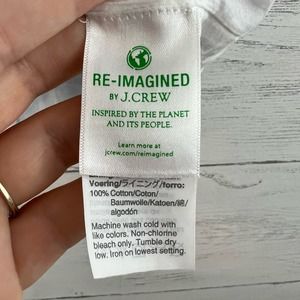 RE-IMAGINED
BY J.CREW
INSPIRED BY THE PLANET
AND ITS PEOPLE.
Learn more at
jcrew.com/reimagined
Voering/ライニング/forro:
100% Cotton/Coton/
Baumwolle/Katoen/綿/
algodón
Machine wash cold with
like colors. Non-chlorine
bleach only. Tumble dry
low. Iron on lowest setting.